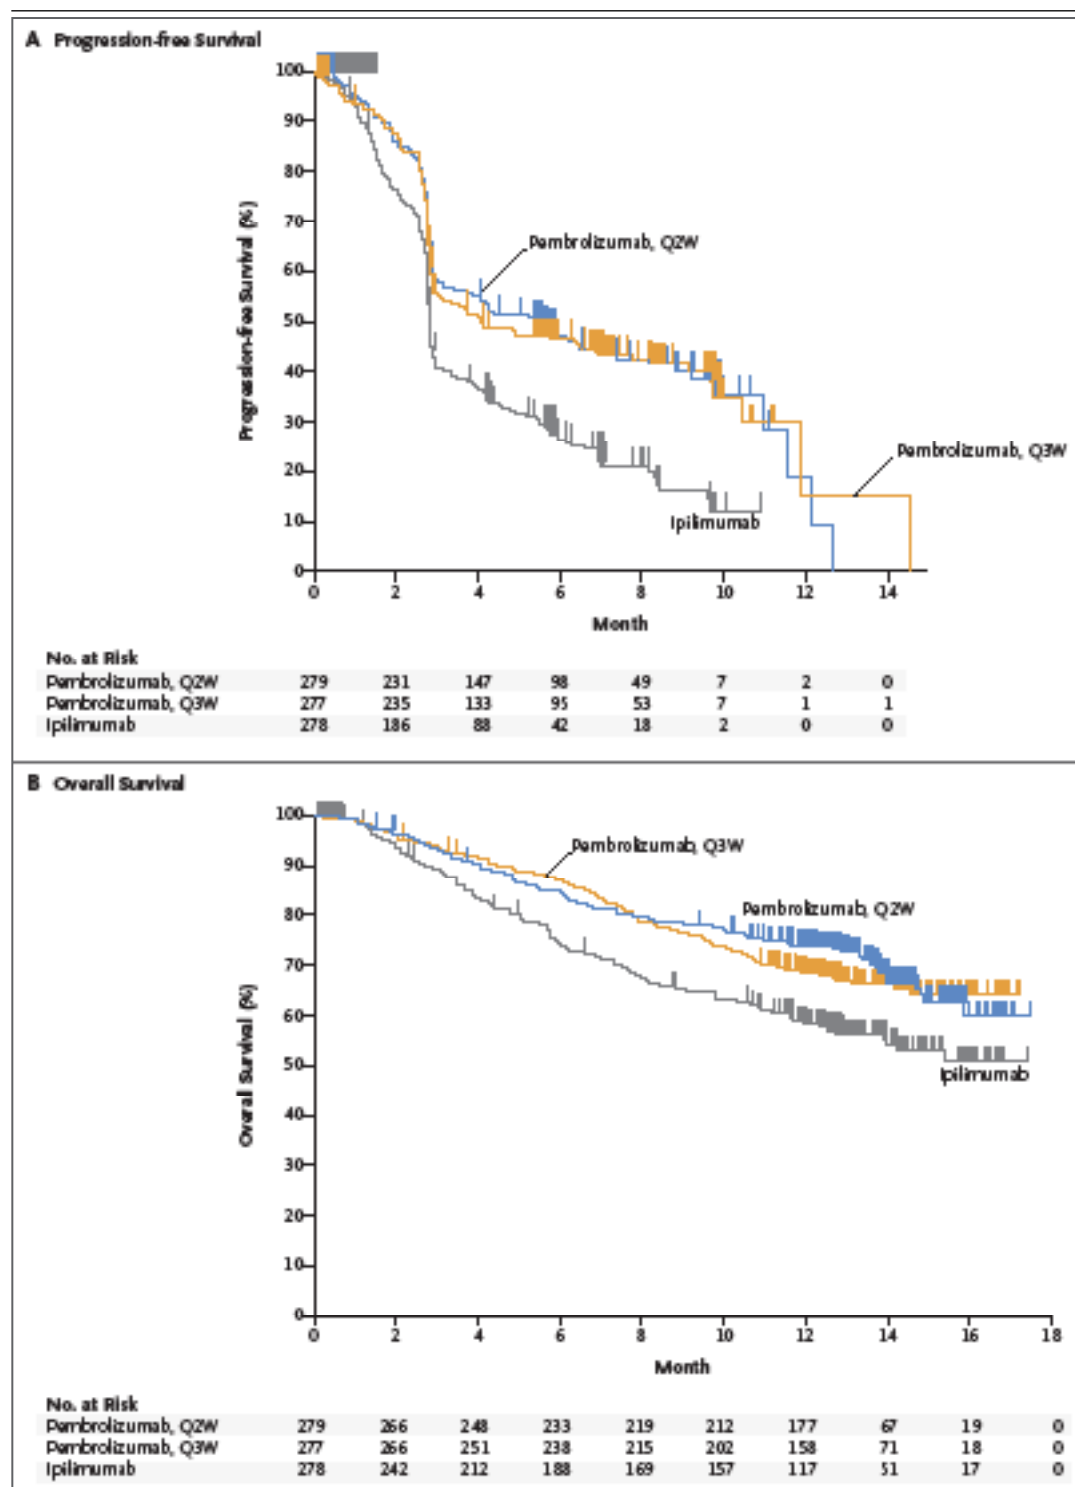 A Progression-free Survival
100
90
80
70
60
50
40
30
20
10
0
Progression-free Survival (%)
Pembrolizumab, Q2W
Pembrolizumab, Q3W
Ipilimumab
0 2 4 6 8 10 12 14
Month
No. at Risk
Pembrolizumab, Q2W 279 231 147 98 49 7 2 0
Pembrolizumab, Q3W 277 235 133 95 53 7 1 1
Ipilimumab 278 186 88 42 18 2 0 0
B Overall Survival
100
90
80
70
60
50
40
30
20
10
0
Overall Survival (%)
Pembrolizumab, Q3W
Pembrolizumab, Q2W
Ipilimumab
0 2 4 6 8 10 12 14 16 18
Month
No. at Risk
Pembrolizumab, Q2W 279 266 248 233 219 212 177 67 19 0
Pembrolizumab, Q3W 277 266 251 238 215 202 158 71 18 0
Ipilimumab 278 242 212 188 169 157 117 51 17 0